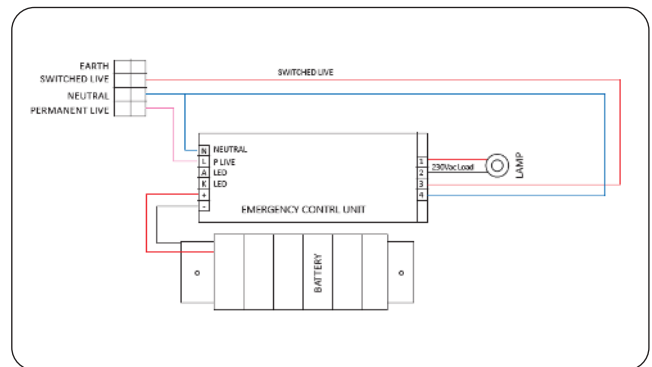 EARTH
SWITCHED LIVE
NEUTRAL
PERMANENT LIVE
SWITCHED LIVE
N NEUTRAL
L P LIVE
A LED
K LED
+
-
EMERGENCY CONTRL UNIT
1
2
3
4
230Vac Load
LAMP
BATTERY